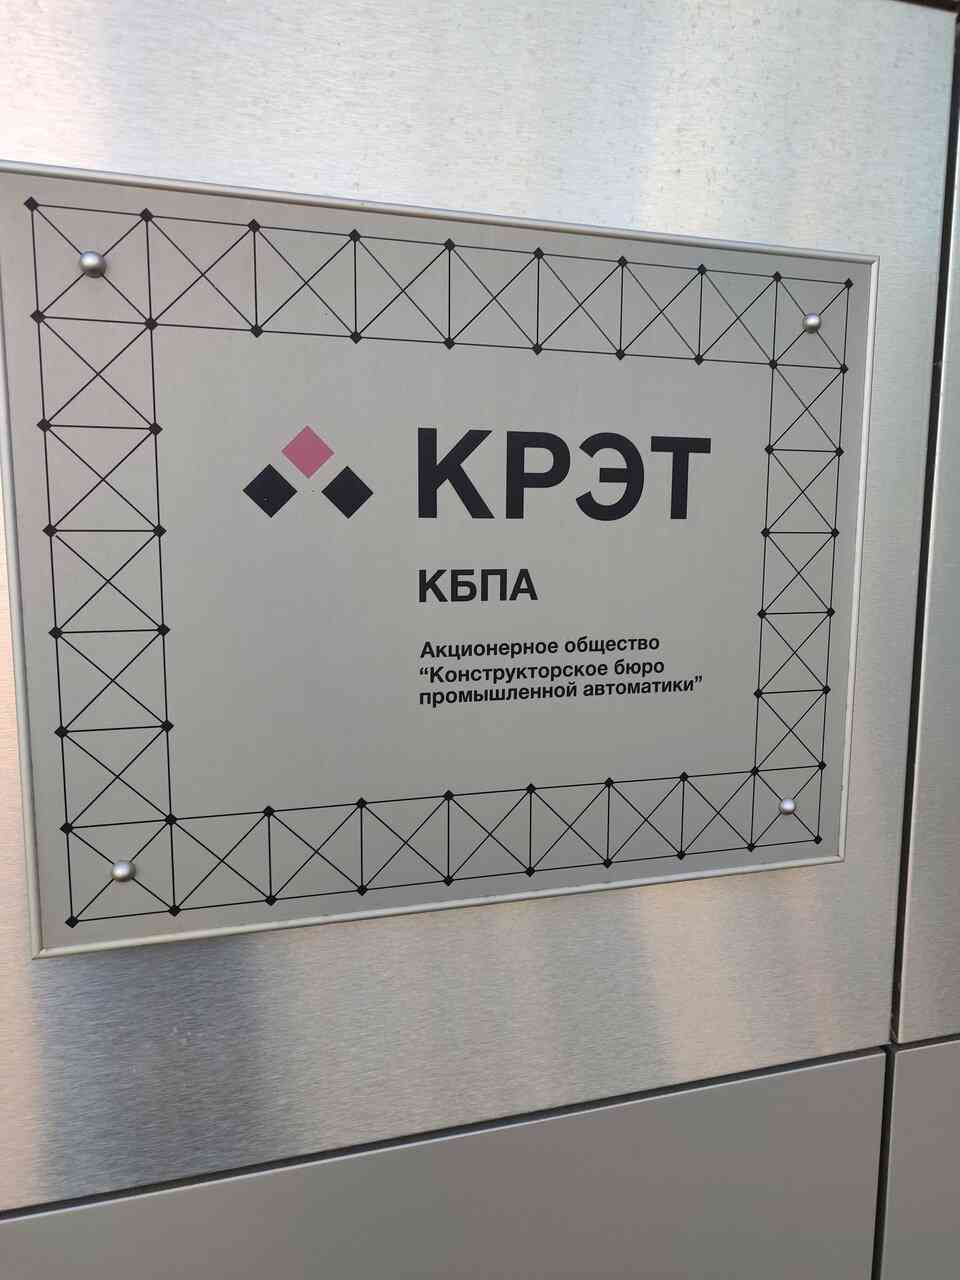 КРЭТ
КБПА
Акционерное общество
“Конструкторское бюро
промышленной автоматики”